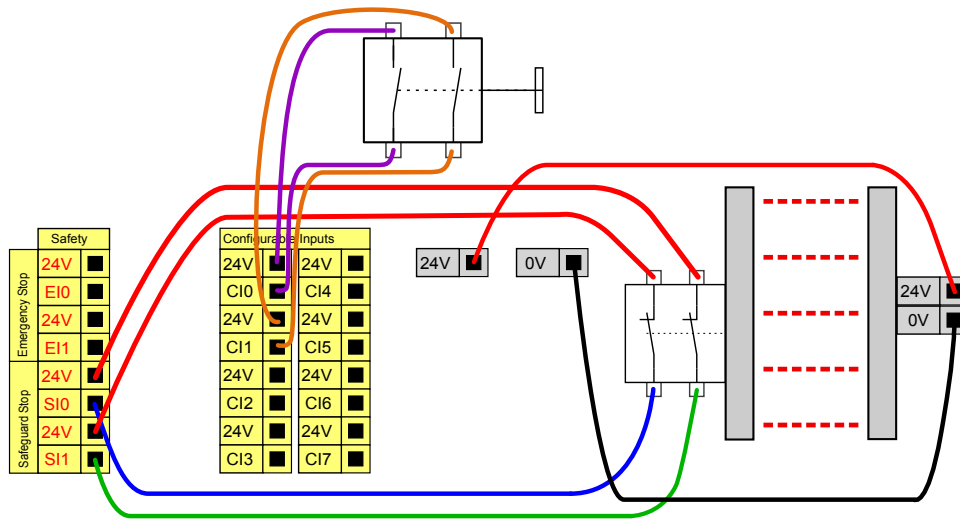 Safety
Emergency Stop
24V
EI0
24V
EI1
Safeguard Stop
24V
SI0
24V
SI1
Configurable Inputs
24V 24V
CI0 CI4
24V 24V
CI1 CI5
24V 24V
CI2 CI6
24V 24V
CI3 CI7
24V 0V
24V
0V